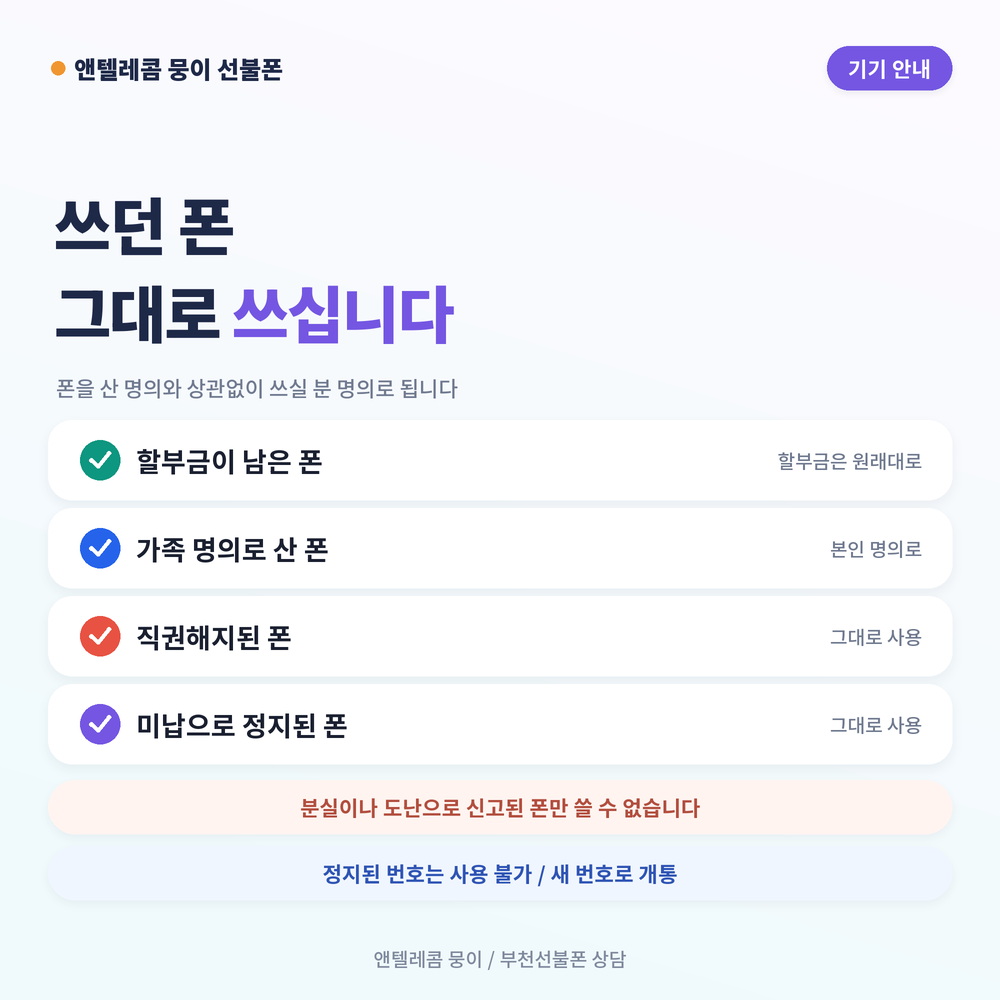 앤텔레콤 뭉이 선불폰
기기 안내
쓰던 폰
그대로 쓰십니다
폰을 산 명의와 상관없이 쓰실 분 명의로 됩니다
할부금이 남은 폰
할부금은 원래대로
가족 명의로 산 폰
본인 명의로
직권해지된 폰
그대로 사용
미납으로 정지된 폰
그대로 사용
분실이나 도난으로 신고된 폰만 쓸 수 없습니다
정지된 번호는 사용 불가 / 새 번호로 개통
앤텔레콤 뭉이 / 부천선불폰 상담